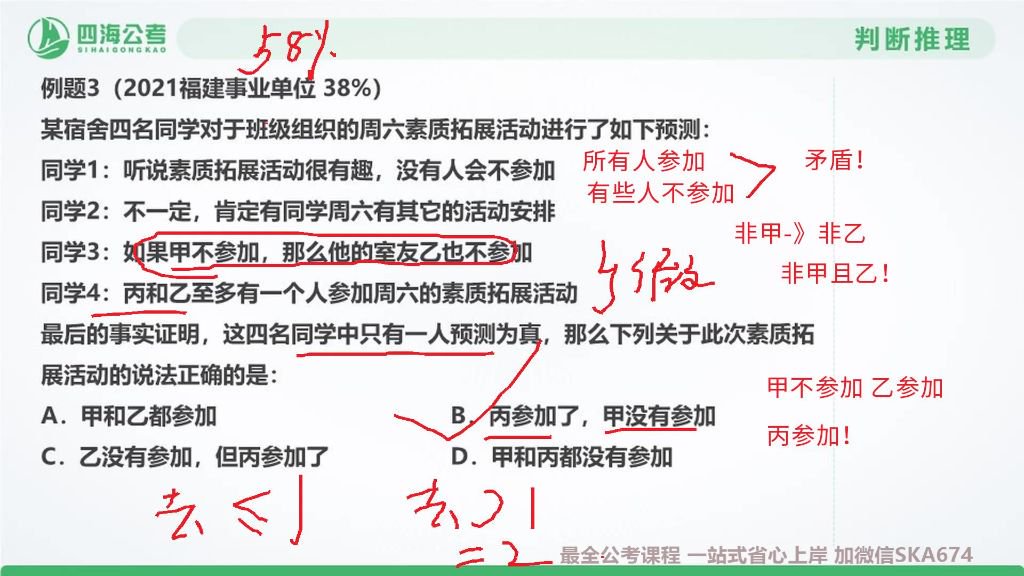 四海公考
SIHAIGONGKAO
58%
判断推理
例题3（2021福建事业单位 38%）
某宿舍四名同学对于班级组织的周六素质拓展活动进行了如下预测：
同学1：听说素质拓展活动很有趣，没有人会不参加
所有人参加
矛盾！
有些人不参加
同学2：不一定，肯定有同学周六有其它的活动安排
非甲-》非乙
同学3：如果甲不参加，那么他的室友乙也不参加
非甲且乙！
同学4：丙和乙至多有一个人参加周六的素质拓展活动
最后的事实证明，这四名同学中只有一人预测为真，那么下列关于此次素质拓
展活动的说法正确的是：
甲不参加 乙参加
A．甲和乙都参加
B．丙参加了，甲没有参加
丙参加！
C．乙没有参加，但丙参加了
D．甲和丙都没有参加
去 ≤1
去 >1
=2
最全公考课程 一站式省心上岸 加微信SKA674